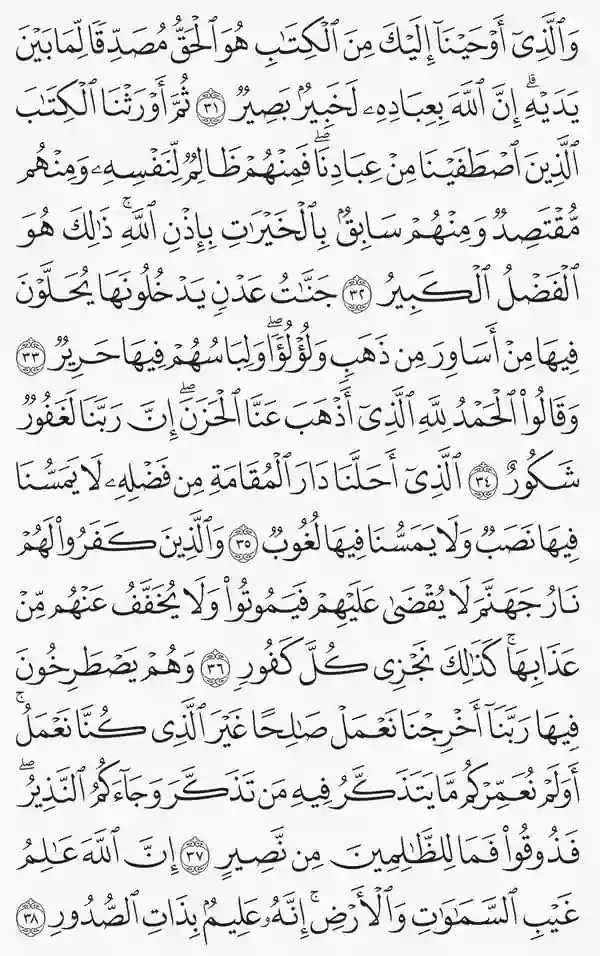 وَٱلَّذِىٓ أَوۡحَيۡنَآ إِلَيۡكَ مِنَ ٱلۡكِتَٰبِ هُوَ ٱلۡحَقُّ مُصَدِّقٗا لِّمَا بَيۡنَ
يَدَيۡهِۗ إِنَّ ٱللَّهَ بِعِبَادِهِۦ لَخَبِيرُۢ بَصِيرٞ ٣١ ثُمَّ أَوۡرَثۡنَا ٱلۡكِتَٰبَ
ٱلَّذِينَ ٱصۡطَفَيۡنَا مِنۡ عِبَادِنَاۖ فَمِنۡهُمۡ ظَالِمٞ لِّنَفۡسِهِۦ وَمِنۡهُم
مُّقۡتَصِدٞ وَمِنۡهُمۡ سَابِقُۢ بِٱلۡخَيۡرَٰتِ بِإِذۡنِ ٱللَّهِۚ ذَٰلِكَ هُوَ
ٱلۡفَضۡلُ ٱلۡكَبِيرُ ٣٢ جَنَّٰتُ عَدۡنٖ يَدۡخُلُونَهَا يُحَلَّوۡنَ
فِيهَا مِنۡ أَسَاوِرَ مِن ذَهَبٖ وَلُؤۡلُؤٗاۖ وَلِبَاسُهُمۡ فِيهَا حَرِيرٞ ٣٣
وَقَالُواْ ٱلۡحَمۡدُ لِلَّهِ ٱلَّذِىٓ أَذۡهَبَ عَنَّا ٱلۡحَزَنَۖ إِنَّ رَبَّنَا لَغَفُورٞ
شَكُورٌ ٣٤ ٱلَّذِىٓ أَحَلَّنَا دَارَ ٱلۡمُقَامَةِ مِن فَضۡلِهِۦ لَا يَمَسُّنَا
فِيهَا نَصَبٞ وَلَا يَمَسُّنَا فِيهَا لُغُوبٞ ٣٥ وَٱلَّذِينَ كَفَرُواْ لَهُمۡ
نَارُ جَهَنَّمَ لَا يُقۡضَىٰ عَلَيۡهِمۡ فَيَمُوتُواْ وَلَا يُخَفَّفُ عَنۡهُم مِّنۡ
عَذَابِهَاۚ كَذَٰلِكَ نَجۡزِى كُلَّ كَفُورٖ ٣٦ وَهُمۡ يَصۡطَرِخُونَ
فِيهَا رَبَّنَآ أَخۡرِجۡنَا نَعۡمَلۡ صَٰلِحًا غَيۡرَ ٱلَّذِى كُنَّا نَعۡمَلُۚ
أَوَلَمۡ نُعَمِّرۡكُم مَّا يَتَذَكَّرُ فِيهِ مَن تَذَكَّرَ وَجَآءَكُمُ ٱلنَّذِيرُۖ
فَذُوقُواْ فَمَا لِلظَّٰلِمِينَ مِن نَّصِيرٍ ٣٧ إِنَّ ٱللَّهَ عَٰلِمُ
غَيۡبِ ٱلسَّمَٰوَٰتِ وَٱلۡأَرۡضِۚ إِنَّهُۥ عَلِيمُۢ بِذَاتِ ٱلصُّدُورِ ٣٨